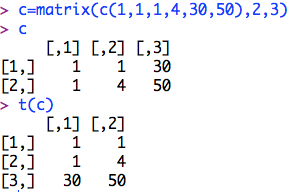 > c=matrix(c(1,1,1,4,30,50),2,3)
> c
[,1] [,2] [,3]
[1,] 1 1 30
[2,] 1 4 50
> t(c)
[,1] [,2]
[1,] 1 1
[2,] 1 4
[3,] 30 50